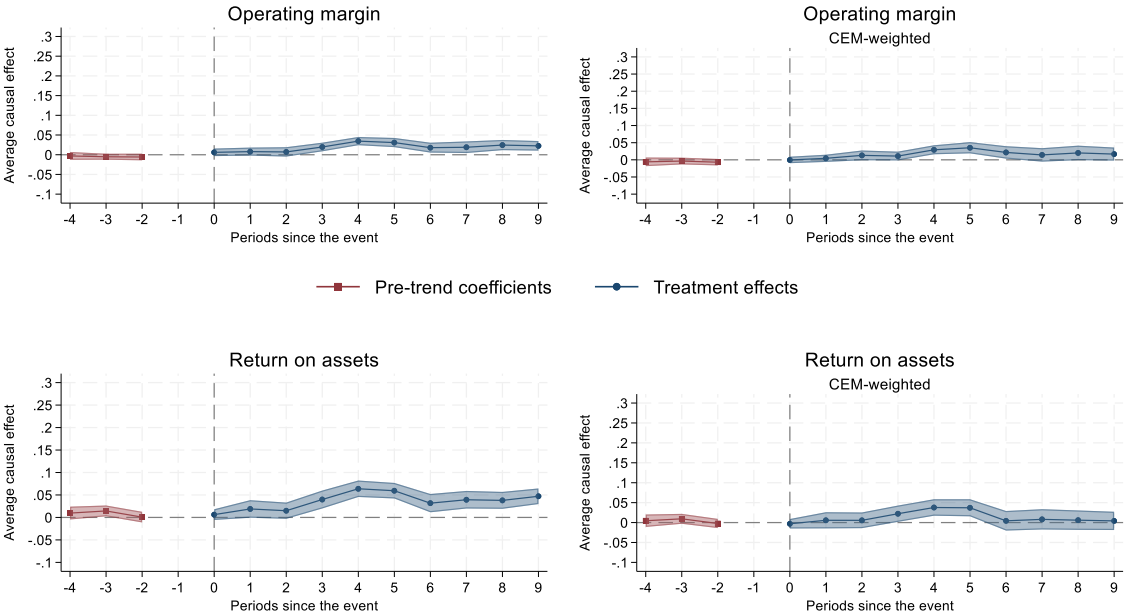 Operating margin
Average causal effect
.3
.25
.2
.15
.1
.05
0
-.05
-.1
-4 -3 -2 -1 0 1 2 3 4 5 6 7 8 9
Periods since the event
Operating margin
CEM-weighted
Average causal effect
.3
.25
.2
.15
.1
.05
0
-.05
-.1
-4 -3 -2 -1 0 1 2 3 4 5 6 7 8 9
Periods since the event
Pre-trend coefficients Treatment effects
Return on assets
Average causal effect
.3
.25
.2
.15
.1
.05
0
-.05
-.1
-4 -3 -2 -1 0 1 2 3 4 5 6 7 8 9
Periods since the event
Return on assets
CEM-weighted
Average causal effect
.3
.25
.2
.15
.1
.05
0
-.05
-.1
-4 -3 -2 -1 0 1 2 3 4 5 6 7 8 9
Periods since the event